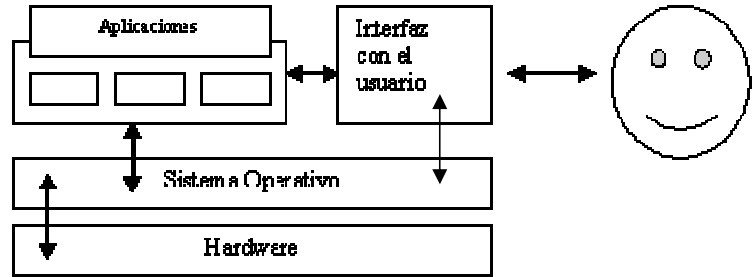 Aplicaciones
Interfaz
con el
usuario
Sistema Operativo
Hardware